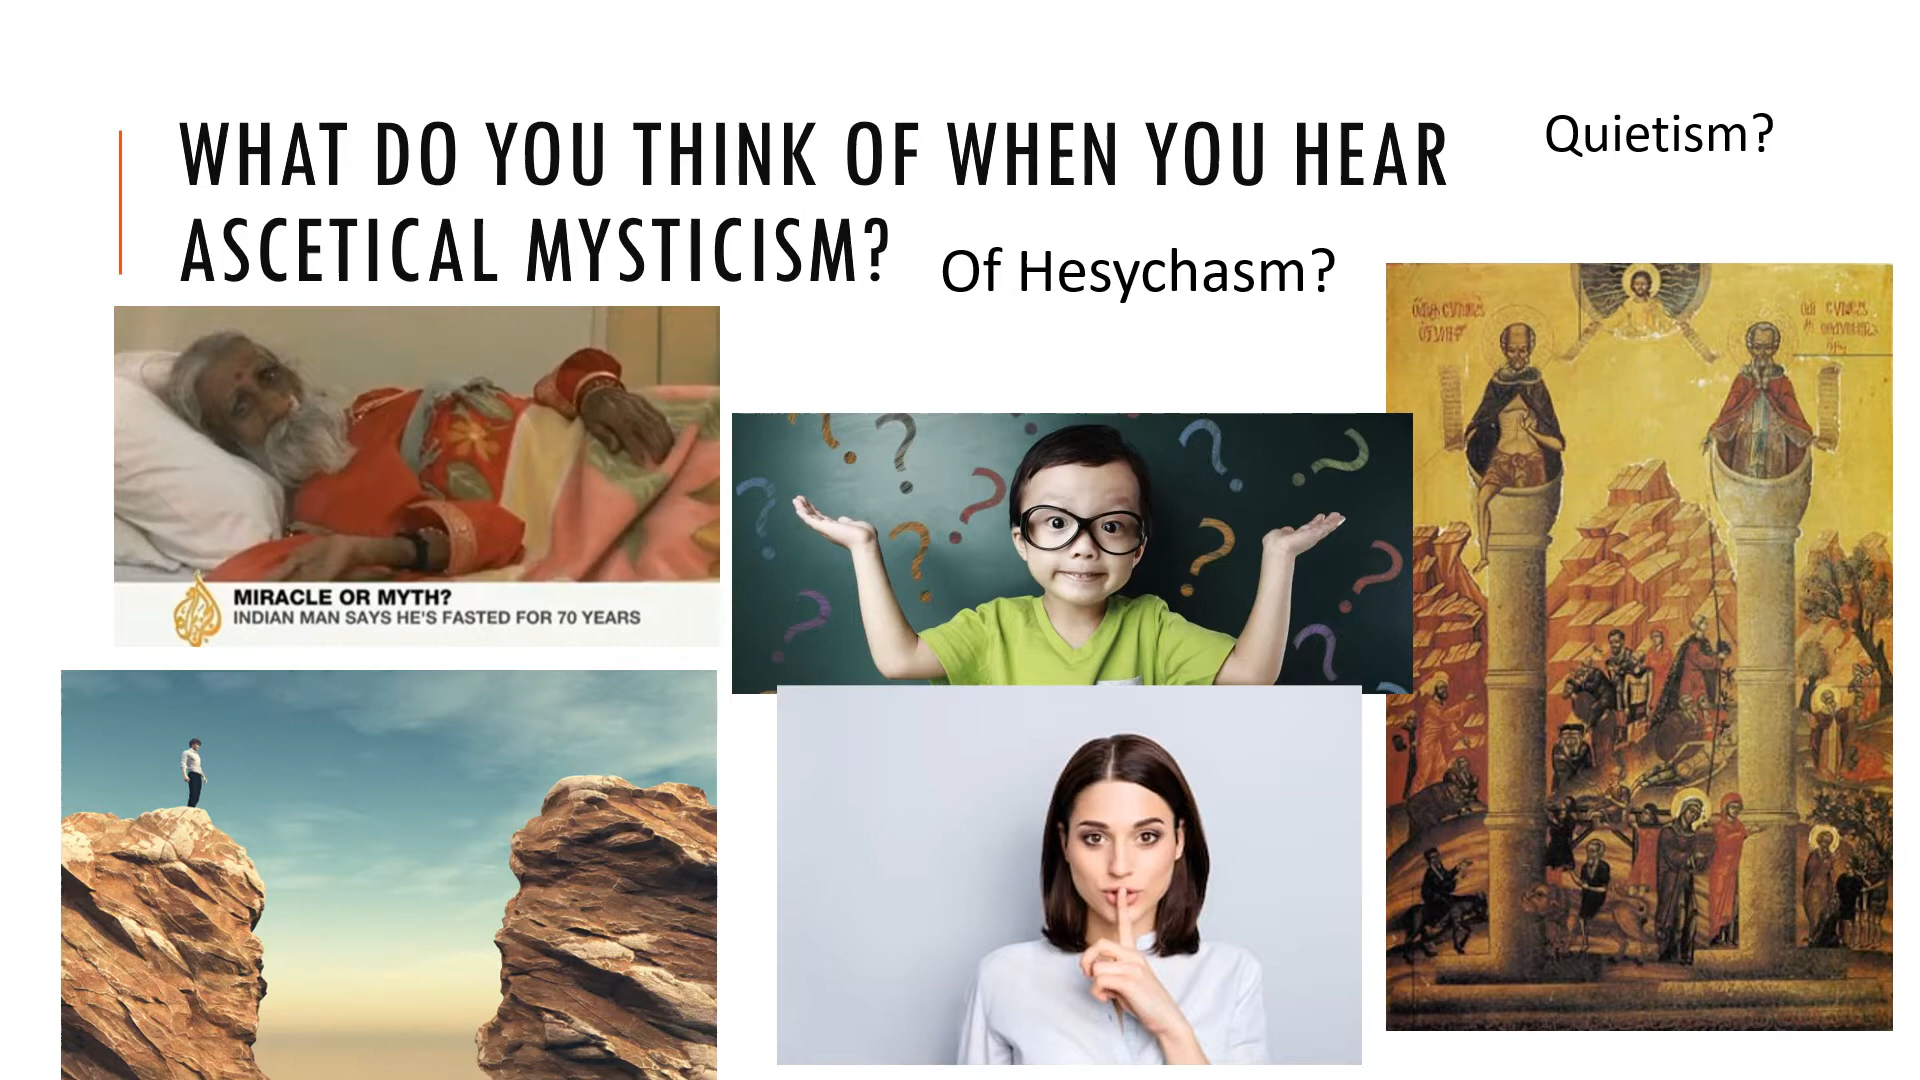 WHAT DO YOU THINK OF WHEN YOU HEAR
ASCETICAL MYSTICISM?
Of Hesychasm?
Quietism?
MIRACLE OR MYTH?
INDIAN MAN SAYS HE'S FASTED FOR 70 YEARS